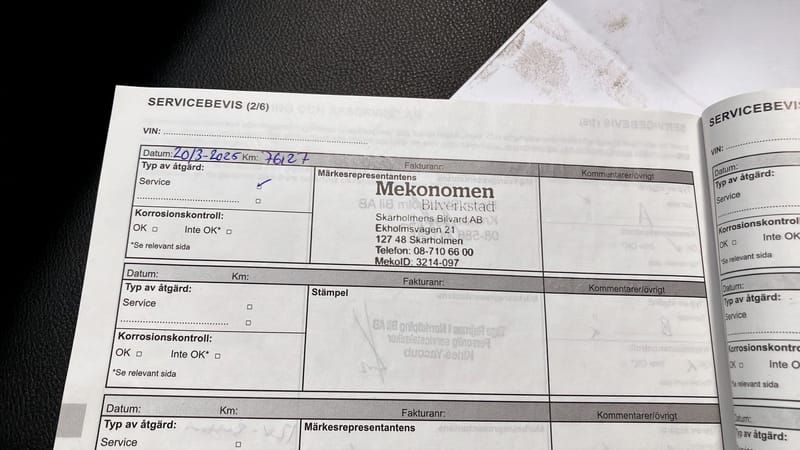 SERVICEBEVIS (2/6)
VIN:
Datum: 20/3-2025 Km: 7627 Fakturanr: Kommentarer/övrigt
Typ av åtgärd:
Service
Korrosionskontroll:
OK Inte OK*
*Se relevant sida
Märkesrepresentantens
Mekonomen
Bilverkstad
Skärholmens Bilvård AB
Ekholmsvägen 21
127 48 Skärholmen
Telefon: 08-710 66 00
MekoID: 3214-097
Datum: Km: Fakturanr: Kommentarer/övrigt
Typ av åtgärd:
Service
Korrosionskontroll:
OK Inte OK*
*Se relevant sida
Stämpel
Datum: Km: Fakturanr: Kommentarer/övrigt
Typ av åtgärd:
Service
Märkesrepresentantens
SERVICEBEVIS
VIN:
Datum:
Typ av åtgärd:
Service
Korrosionskontroll:
OK Inte O
*Se relevant sida
Datum:
Typ av åtgärd:
Service
Korrosionskontroll
OK Inte O
*Se relevant sida
Datum:
Typ av åtgärd:
Service